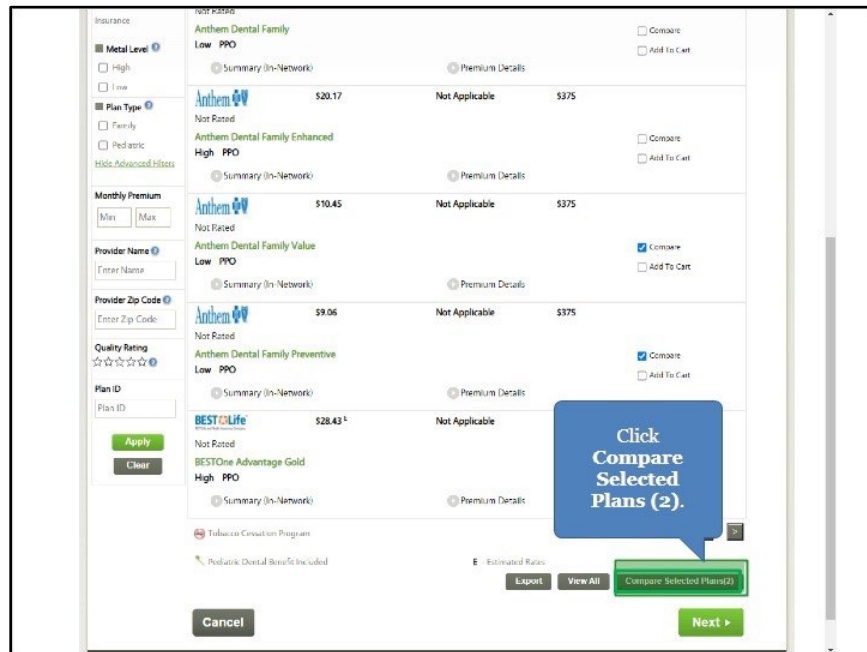 Insurance
Metal Level
High
Low
Plan Type
Family
Pediatric
Hide Advanced Filters
Monthly Premium
Min Max
Provider Name
Enter Name
Provider Zip Code
Enter Zip Code
Quality Rating
Plan ID
Plan ID
Apply
Clear
Not Rated
Anthem Dental Family
Low PPO
Compare
Add To Cart
Summary (In-Network) Premium Details
Anthem $20.17 Not Applicable $375
Not Rated
Anthem Dental Family Enhanced
High PPO
Compare
Add To Cart
Summary (In-Network) Premium Details
Anthem $10.45 Not Applicable $375
Not Rated
Anthem Dental Family Value
Low PPO
Compare
Add To Cart
Summary (In-Network) Premium Details
Anthem $9.06 Not Applicable $375
Not Rated
Anthem Dental Family Preventive
Low PPO
Compare
Add To Cart
Summary (In-Network) Premium Details
BEST Life $28.43 E Not Applicable
Not Rated
BESTOne Advantage Gold
High PPO
Summary (In-Network) Premium Details
Click
Compare
Selected
Plans (2).
Tobacco Cessation Program
>
Pediatric Dental Benefit Included E Estimated Rates
Export View All Compare Selected Plans(2)
Cancel Next